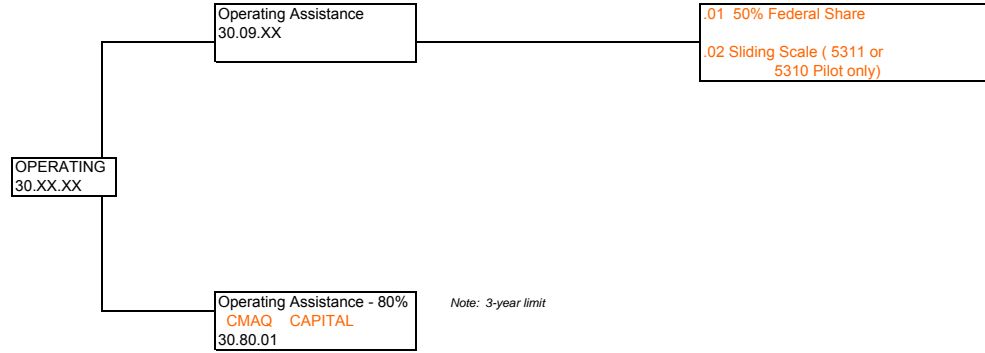 Operating Assistance
30.09.XX
.01 50% Federal Share
.02 Sliding Scale ( 5311 or
5310 Pilot only)
OPERATING
30.XX.XX
Operating Assistance - 80%
CMAQ CAPITAL
30.80.01
Note: 3-year limit